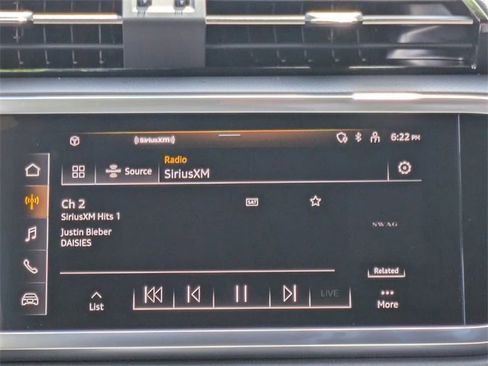 (SiriusXM)
6:22 PM
Radio
Source SiriusXM
Ch 2
SAT
SiriusXM Hits 1
Justin Bieber
SWAG
DAISIES
Related
List
LIVE
More